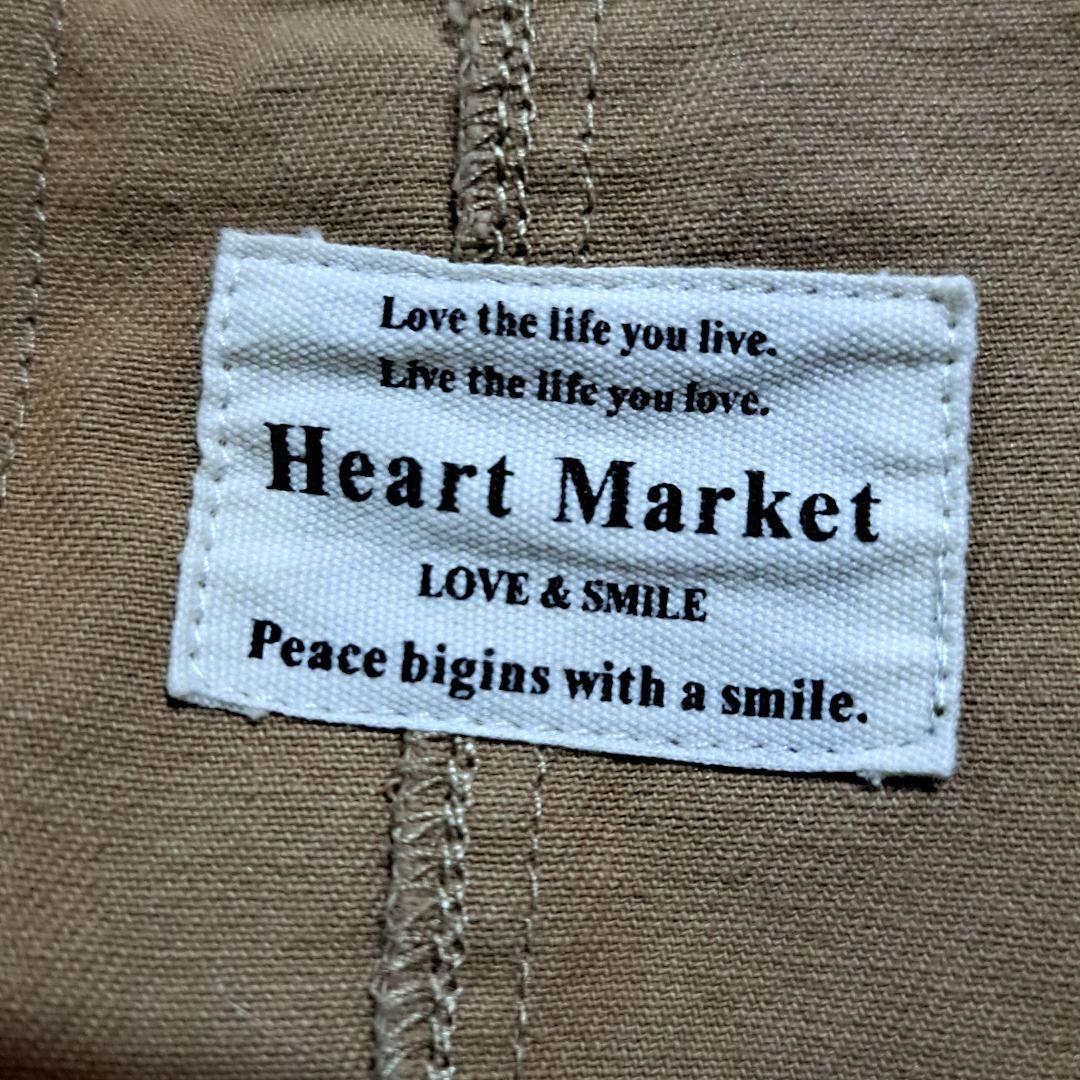 Love the life you live.
Live the life you love.
Heart Market
LOVE & SMILE
Peace bigins with a smile.